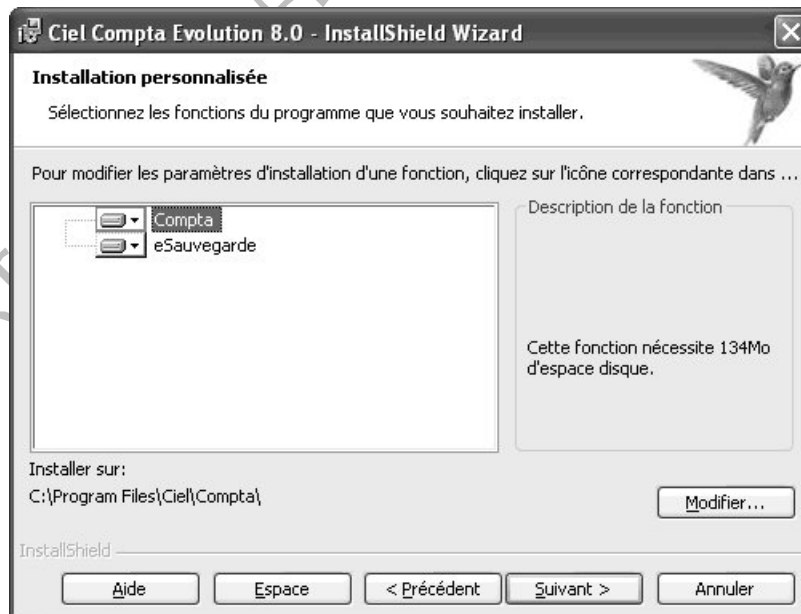 Ciel Compta Evolution 8.0 - InstallShield Wizard
Installation personnalisée
Sélectionnez les fonctions du programme que vous souhaitez installer.
Pour modifier les paramètres d'installation d'une fonction, cliquez sur l'icône correspondante dans ...
Compta
eSauvegarde
Description de la fonction
Cette fonction nécessite 134Mo
d'espace disque.
Installer sur:
C:\Program Files\Ciel\Compta\
Modifier...
InstallShield
Aide
Espace
< Précédent
Suivant >
Annuler